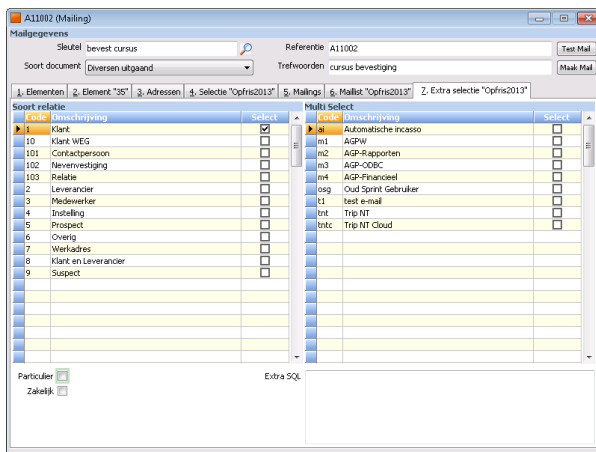 A11002 (Mailing)
Mailgegevens
Sleutel bevest cursus Referentie A11002 Test Mail
Soort document Diversen uitgaand Trefwoorden cursus bevestiging Maak Mail
1. Elementen 2. Element "35" 3. Adressen 4. Selectie "Opfris2013" 5. Mailings 6. Maillist "Opfris2013" 7. Extra selectie "Opfris2013"
Soort relatie Multi Select
Code Omschrijving Select Code Omschrijving Select
1 Klant ai Automatische incasso
10 Klant WEG m1 AGPW
101 Contactpersoon m2 AGP-Rapporten
102 Nevenvestiging m3 AGP-ODBC
103 Relatie m4 AGP-Financieel
2 Leverancier osg Oud Sprint Gebruiker
3 Medewerker t1 test e-mail
4 Instelling tnt Trip NT
5 Prospect tntc Trip NT Cloud
6 Overig
7 Werkadres
8 Klant en Leverancier
9 Suspect
Particulier Extra SQL
Zakelijk